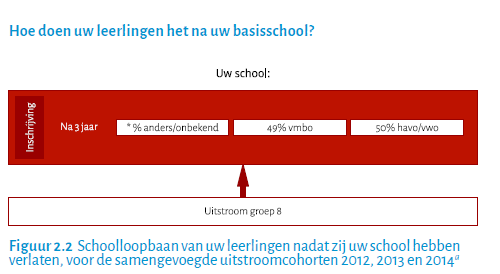 Hoe doen uw leerlingen het na uw basisschool?
Uw school:
Inschrijving
Na 3 jaar
* % anders/onbekend
49% vmbo
50% havo/vwo
Uitstroom groep 8
Figuur 2.2 Schoolloopbaan van uw leerlingen nadat zij uw school hebben
verlaten, voor de samengevoegde uitstroomcohorten 2012, 2013 en 2014a